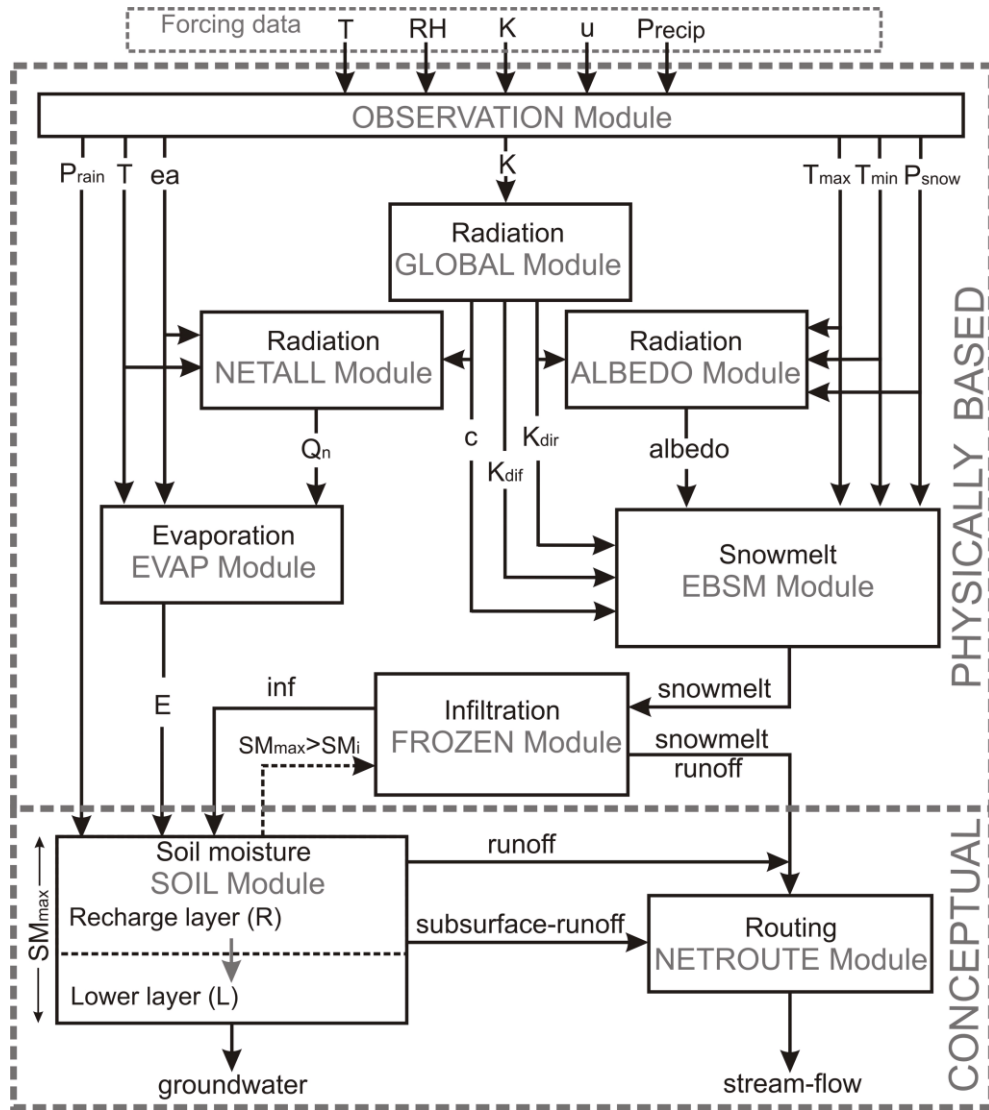 Forcing data
T RH K u Precip
OBSERVATION Module
Prain T ea K Tmax Tmin Psnow
Radiation
GLOBAL Module
Radiation
NETALL Module
Radiation
ALBEDO Module
Qn c Kdif Kdir albedo
Evaporation
EVAP Module
Snowmelt
EBSM Module
PHYSICALLY BASED
E
inf
SMmax>SMi
Infiltration
FROZEN Module
snowmelt
snowmelt
runoff
CONCEPTUAL
SMmax
Soil moisture
SOIL Module
Recharge layer (R)
Lower layer (L)
runoff
subsurface-runoff
Routing
NETROUTE Module
groundwater
stream-flow